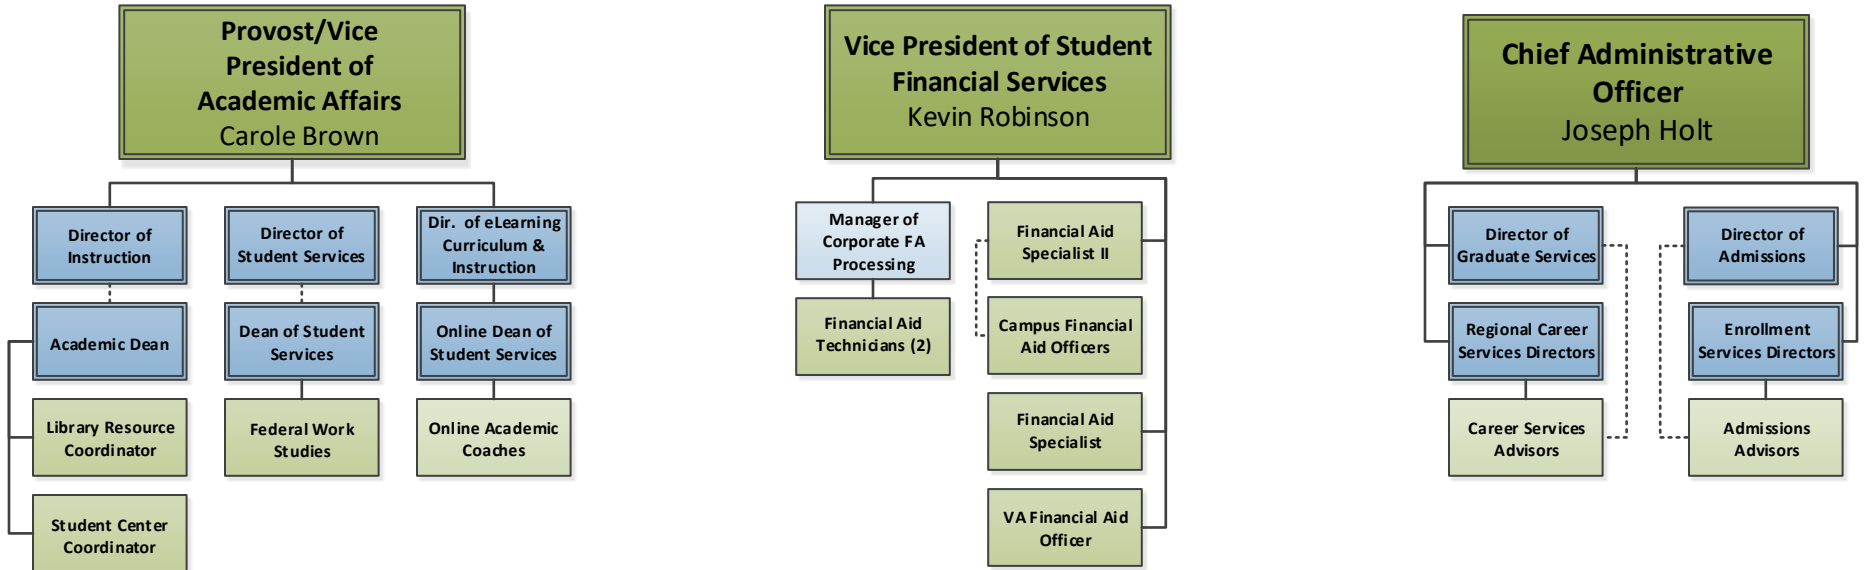 Provost/Vice
President of
Academic Affairs
Carole Brown
Director of
Instruction
Director of
Student Services
Dir. of eLearning
Curriculum &
Instruction
Academic Dean
Dean of Student
Services
Online Dean of
Student Services
Library Resource
Coordinator
Federal Work
Studies
Online Academic
Coaches
Student Center
Coordinator
Vice President of Student
Financial Services
Kevin Robinson
Manager of
Corporate FA
Processing
Financial Aid
Specialist II
Financial Aid
Technicians (2)
Campus Financial
Aid Officers
Financial Aid
Specialist
VA Financial Aid
Officer
Chief Administrative
Officer
Joseph Holt
Director of
Graduate Services
Director of
Admissions
Regional Career
Services Directors
Enrollment
Services Directors
Career Services
Advisors
Admissions
Advisors